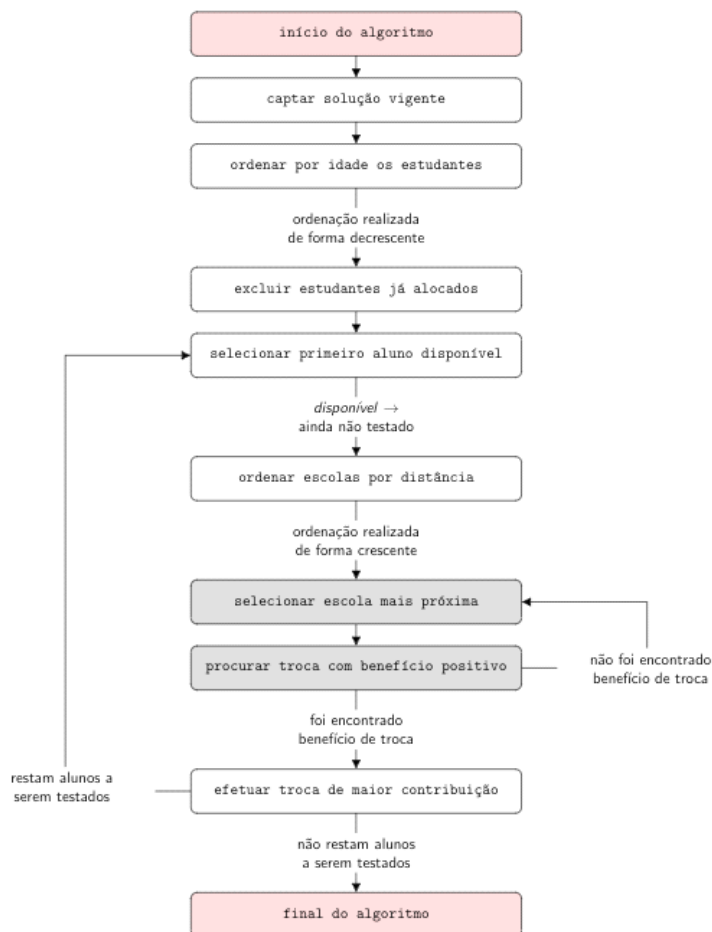 início do algoritmo
captar solução vigente
ordenar por idade os estudantes
ordenação realizada
de forma decrescente
excluir estudantes já alocados
selecionar primeiro aluno disponível
disponível →
ainda não testado
ordenar escolas por distância
ordenação realizada
de forma crescente
selecionar escola mais próxima
procurar troca com benefício positivo
não foi encontrado
benefício de troca
foi encontrado
benefício de troca
restam alunos a
serem testados
efetuar troca de maior contribuição
não restam alunos
a serem testados
final do algoritmo